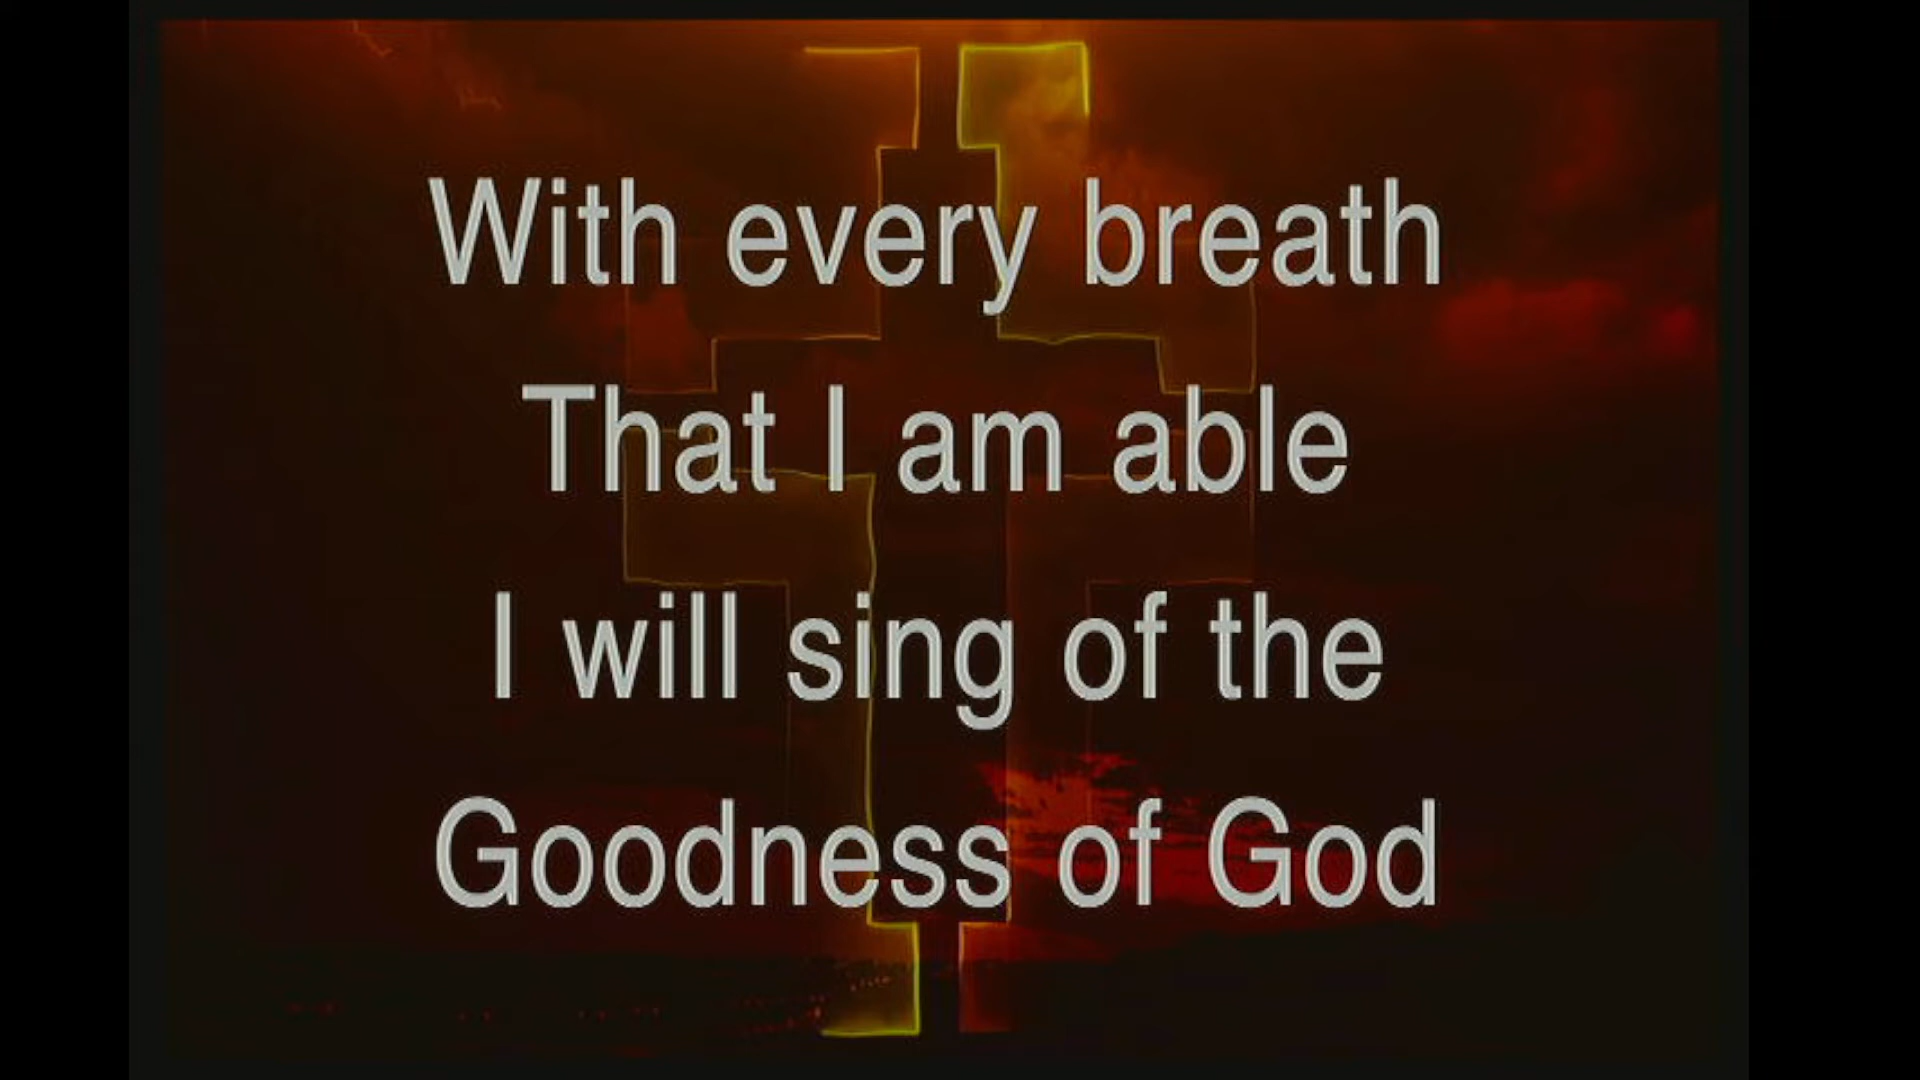 With every breath
That I am able
I will sing of the
Goodness of God